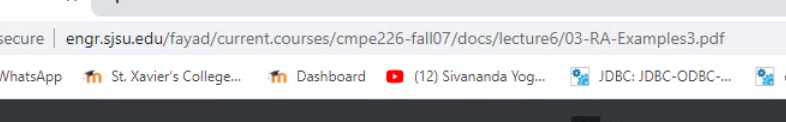 secure | engr.sjsu.edu/fayad/current.courses/cmpe226-fall07/docs/lecture6/03-RA-Examples3.pdf
WhatsApp St. Xavier's College... Dashboard (12) Sivananda Yog... JDBC: JDBC-ODBC-...